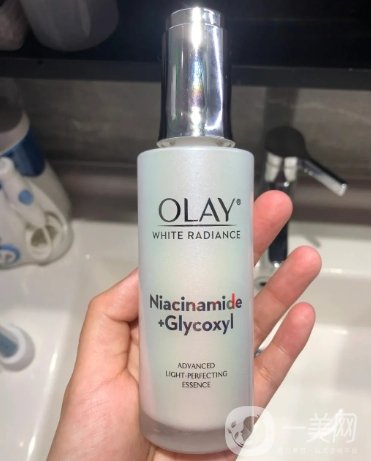 OLAY®
WHITE RADIANCE
Niacinamide
+Glycoxyl
ADVANCED
LIGHT-PERFECTING
ESSENCE
一美网